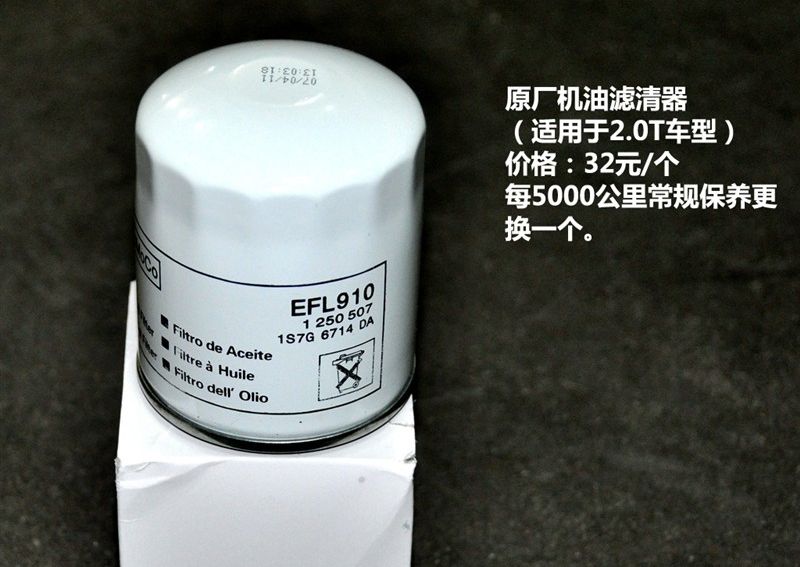 07/04/11
13:03:18
原厂机油滤清器
（适用于2.0T车型）
价格：32元/个
每5000公里常规保养更
换一个。
EFL910
1 250 507
1S7G 6714 DA
■ Filtro de Aceite
■ Filtre à Huile
■ Filtro dell' Olio